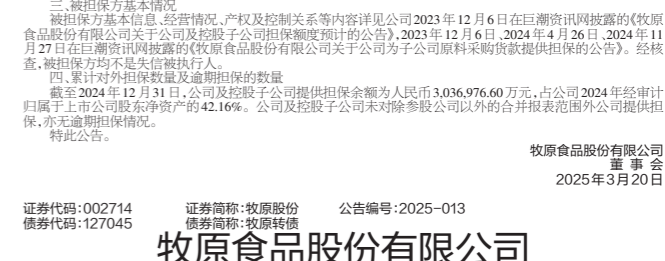 三、被担保方基本情况
被担保方基本信息、经营情况、产权及控制关系等内容详见公司2023年12月6日在巨潮资讯网披露的《牧原
食品股份有限公司关于公司及控股子公司担保额度预计的公告》,2023年12月6日、2024年4月26日、2024年11
月27日在巨潮资讯网披露的《牧原食品股份有限公司关于公司为子公司原料采购货款提供担保的公告》。经核
查,被担保方均不是失信被执行人。
四、累计对外担保数量及逾期担保的数量
截至2024年12月31日,公司及控股子公司提供担保余额为人民币3,036,976.60万元,占公司2024年经审计
归属于上市公司股东净资产的42.16%。公司及控股子公司未对除参股公司以外的合并报表范围外公司提供担
保,亦无逾期担保情况。
特此公告。
牧原食品股份有限公司
董 事 会
2025年3月20日
证券代码:002714 证券简称:牧原股份 公告编号:2025-013
债券代码:127045 债券简称:牧原转债
牧原食品股份有限公司